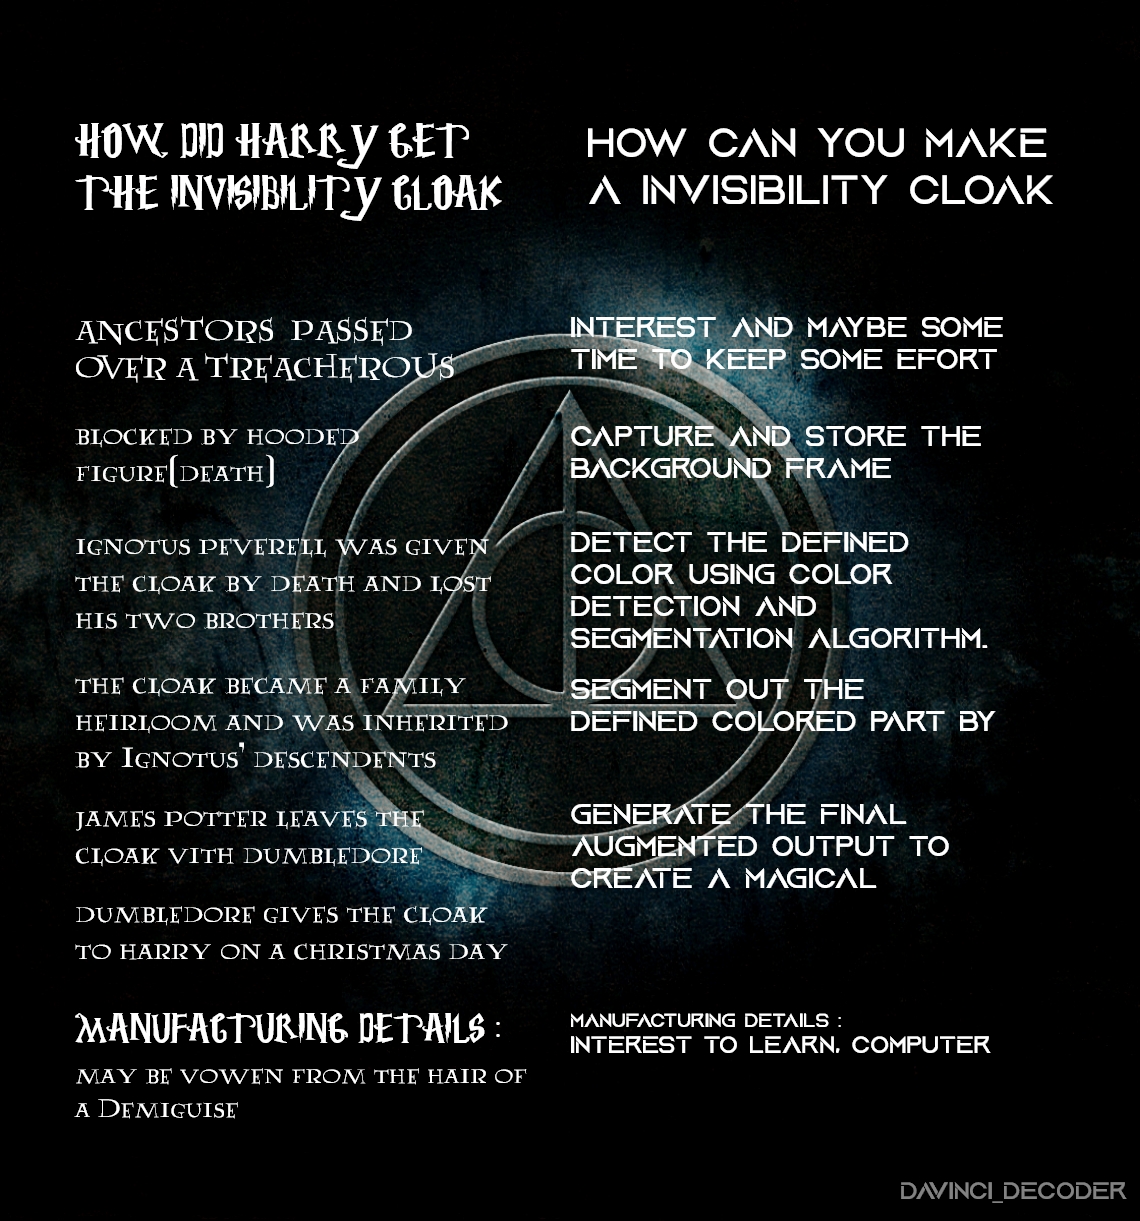 HOW DID HARRY GET
THE INVISIBILITY CLOAK
ANCESTORS PASSED
OVER A TREACHEROUS
BLOCKED BY HOODED
FIGURE(DEATH)
IGNOTUS PEVERELL WAS GIVEN
THE CLOAK BY DEATH AND LOST
HIS TWO BROTHERS
THE CLOAK BECAME A FAMILY
HEIRLOOM AND WAS INHERITED
BY IGNOTUS' DESCENDENTS
JAMES POTTER LEAVES THE
CLOAK VITH DUMBLEDORE
DUMBLEDORE GIVES THE CLOAK
TO HARRY ON A CHRISTMAS DAY
MANUFACTURING DETAILS :
MAY BE VOWEN FROM THE HAIR OF
A DEMIGUISE
HOW CAN YOU MAKE
A INVISIBILITY CLOAK
INTEREST AND MAYBE SOME
TIME TO KEEP SOME EFORT
CAPTURE AND STORE THE
BACKGROUND FRAME
DETECT THE DEFINED
COLOR USING COLOR
DETECTION AND
SEGMENTATION ALGORITHM.
SEGMENT OUT THE
DEFINED COLORED PART BY
GENERATE THE FINAL
AUGMENTED OUTPUT TO
CREATE A MAGICAL
MANUFACTURING DETAILS :
INTEREST TO LEARN, COMPUTER
DAVINCI_DECODER